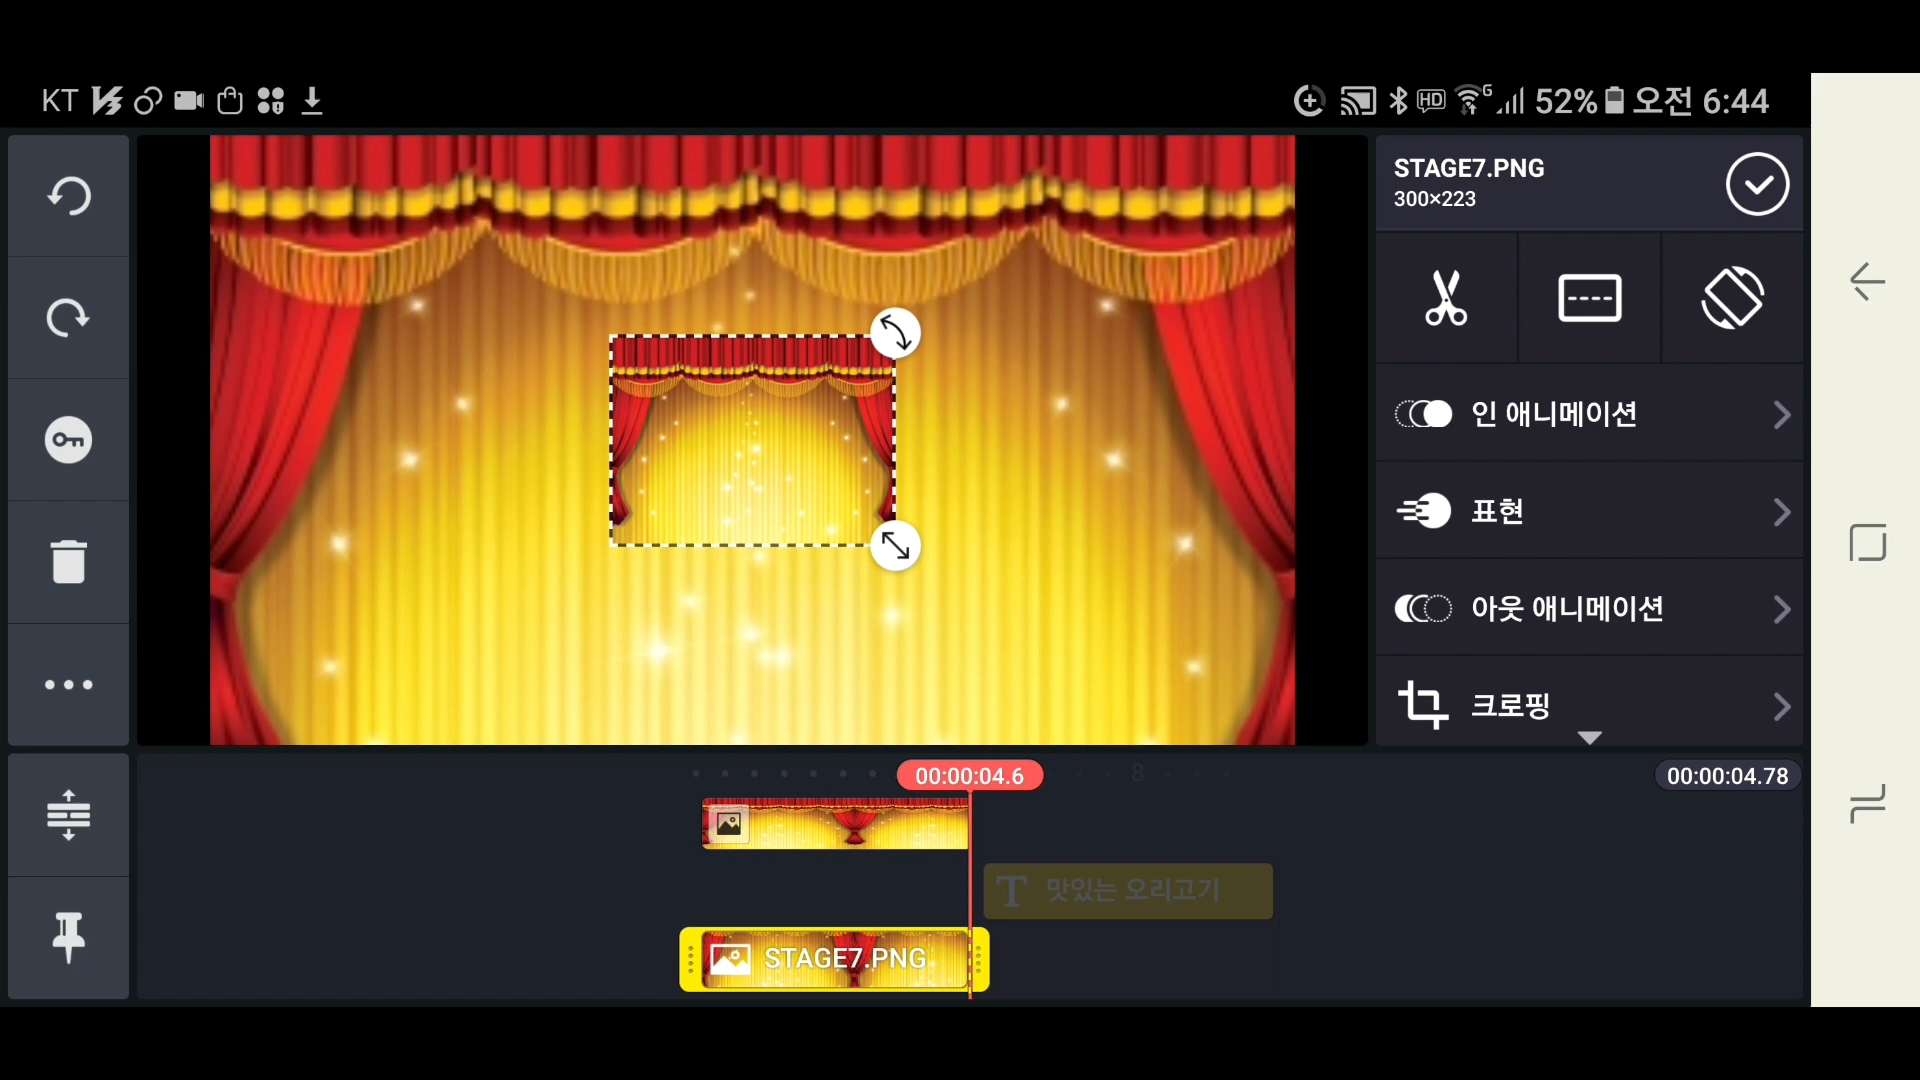 KT
HD
G
52%
오전 6:44
STAGE7.PNG
300×223
인 애니메이션
표현
아웃 애니메이션
크로핑
00:00:04.6
8
00:00:04.78
T 맛있는 오리고기
STAGE7.PNG